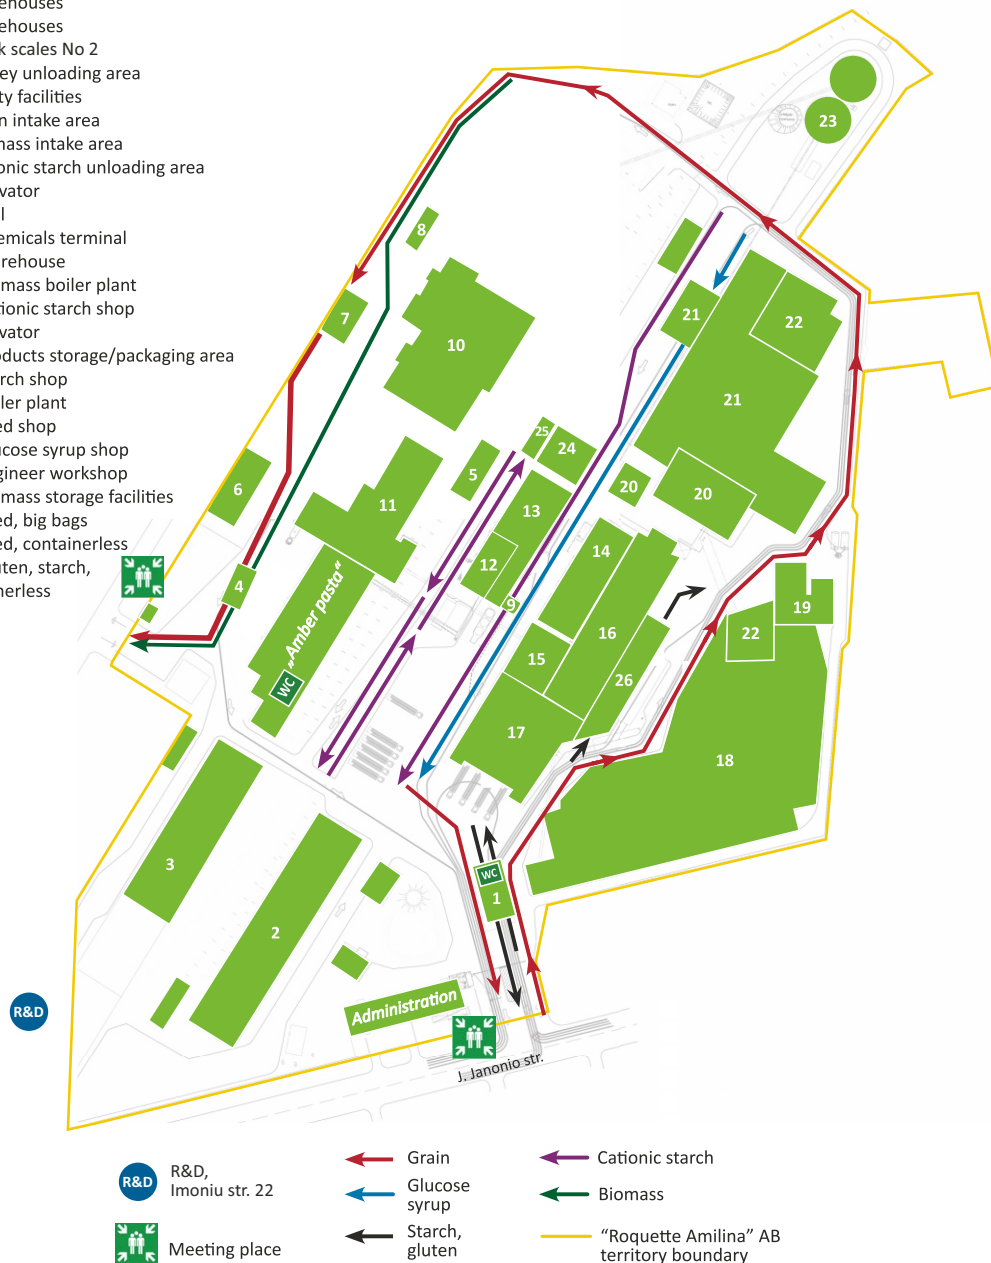 ehouses
ehouses
k scales No 2
ey unloading area
ty facilities
n intake area
mass intake area
onic starch unloading area
vator
l
emicals terminal
rehouse
mass boiler plant
tionic starch shop
vator
oducts storage/packaging area
rch shop
ler plant
ed shop
ucose syrup shop
gineer workshop
mass storage facilities
ed, big bags
ed, containerless
uten, starch,
nerless
23
8
7
21
22
10
21
25
24
5
6
11
13
20
20
12
14
4
9
19
„Amber pasta“
16
22
15
26
WC
17
18
3
WC
1
2
Administration
R&D
J. Janonio str.
R&D
R&D,
Imoniu str. 22
Meeting place
Grain
Glucose
syrup
Starch,
gluten
Cationic starch
Biomass
“Roquette Amilina” AB
territory boundary